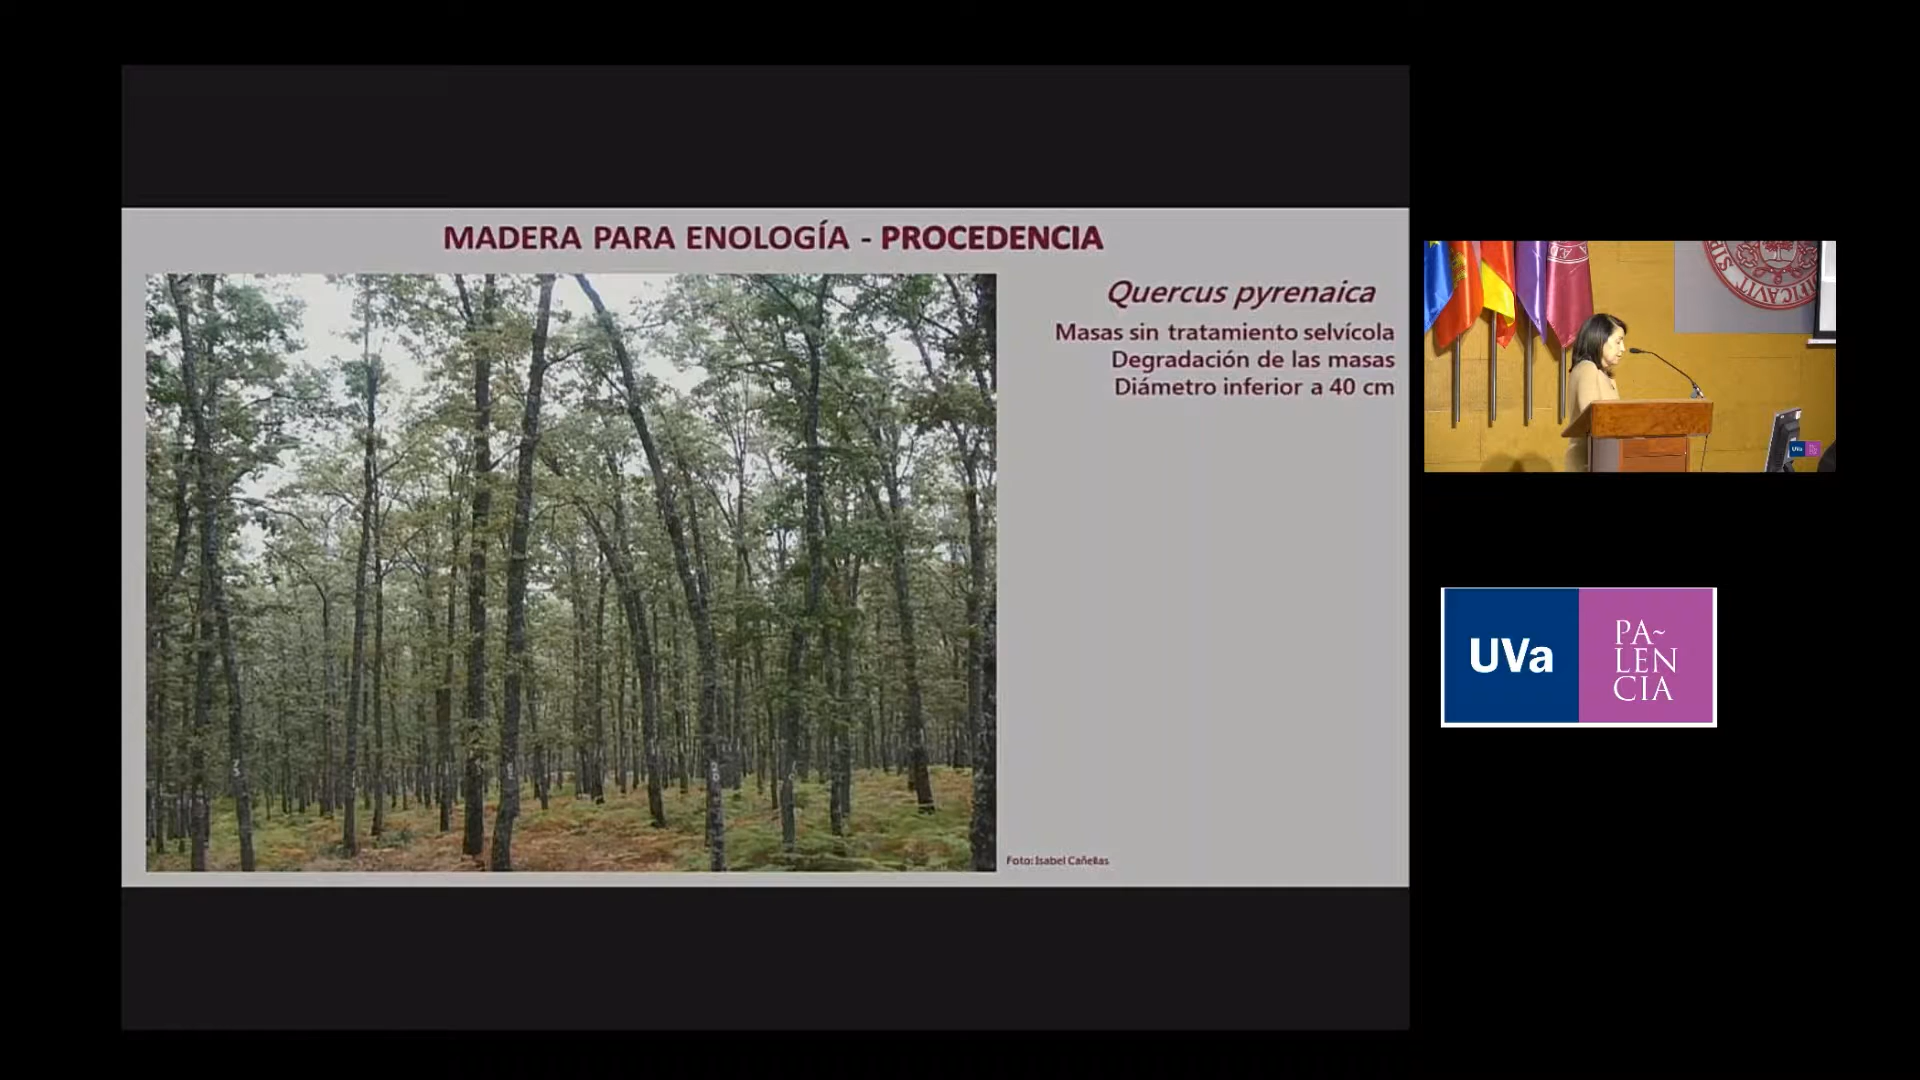 MADERA PARA ENOLOGÍA - PROCEDENCIA
Quercus pyrenaica
Masas sin tratamiento selvícola
Degradación de las masas
Diámetro inferior a 40 cm
Foto: Isabel Cañellas
UVa
PA~
LEN
CIA